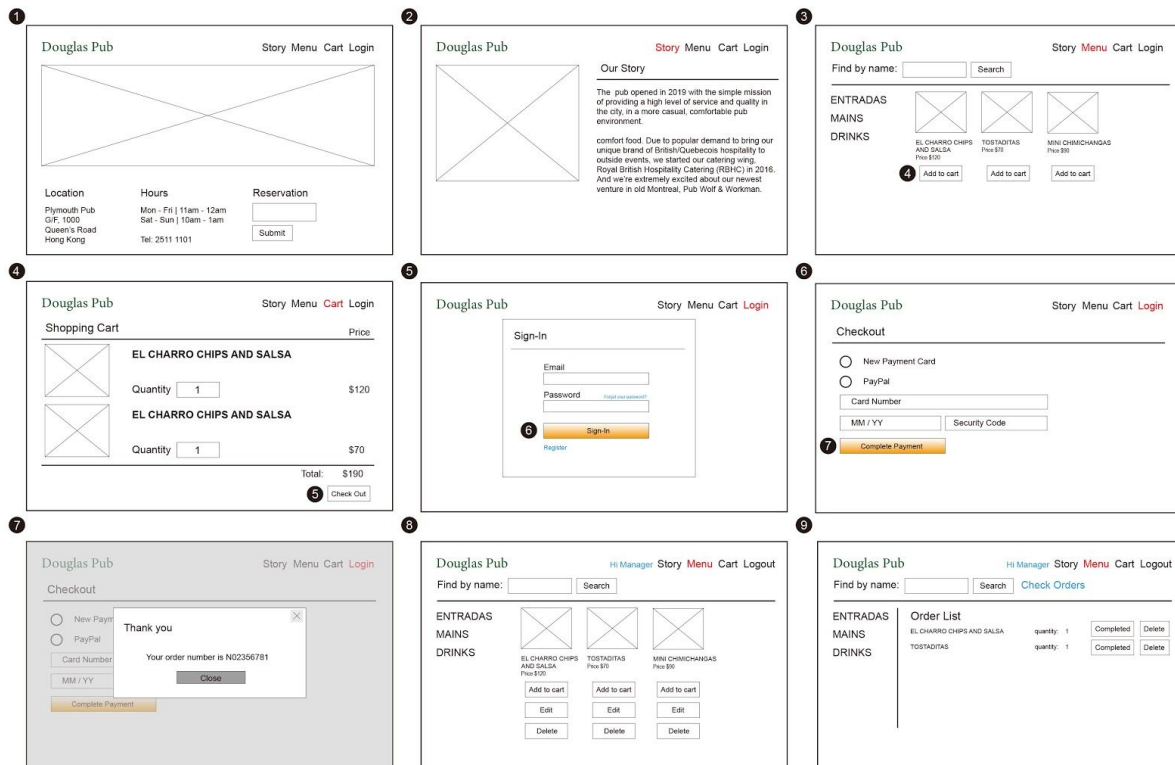 1
Douglas Pub
Story Menu Cart Login
Location
Plymouth Pub
G/F, 1000
Queen's Road
Hong Kong
Hours
Mon - Fri | 11am - 12am
Sat - Sun | 10am - 1am
Tel: 2511 1101
Reservation
Submit
2
Douglas Pub
Story Menu Cart Login
Our Story
The pub opened in 2019 with the simple mission
of providing a high level of service and quality in
the city, in a more casual, comfortable pub
environment.
comfort food. Due to popular demand to bring our
unique brand of British/Quebecois hospitality to
outside events, we started our catering wing,
Royal British Hospitality Catering (RBHC) in 2016.
And we're extremely excited about our newest
venture in old Montreal, Pub Wolf & Workman.
3
Douglas Pub
Story Menu Cart Login
Find by name:
Search
ENTRADAS
MAINS
DRINKS
EL CHARRO CHIPS
AND SALSA
Price $120
TOSTADITAS
Price $70
MINI CHIMICHANGAS
Price $90
4
Add to cart
Add to cart
Add to cart
4
Douglas Pub
Story Menu Cart Login
Shopping Cart
Price
EL CHARRO CHIPS AND SALSA
Quantity 1
$120
EL CHARRO CHIPS AND SALSA
Quantity 1
$70
Total: $190
5
Check Out
5
Douglas Pub
Story Menu Cart Login
Sign-In
Email
Password
Forgot your password?
6
Sign-In
Register
6
Douglas Pub
Story Menu Cart Login
Checkout
New Payment Card
PayPal
Card Number
MM / YY
Security Code
7
Complete Payment
7
Douglas Pub
Story Menu Cart Login
Checkout
New Paym
PayPal
Card Number
MM / YY
Complete Payment
Thank you
Your order number is N02356781
Close
8
Douglas Pub
Hi Manager Story Menu Cart Logout
Find by name:
Search
ENTRADAS
MAINS
DRINKS
EL CHARRO CHIPS
AND SALSA
Price $120
TOSTADITAS
Price $70
MINI CHIMICHANGAS
Price $90
Add to cart
Add to cart
Add to cart
Edit
Edit
Edit
Delete
Delete
Delete
9
Douglas Pub
Hi Manager Story Menu Cart Logout
Find by name:
Search
Check Orders
ENTRADAS
MAINS
DRINKS
Order List
EL CHARRO CHIPS AND SALSA quantity: 1 Completed Delete
TOSTADITAS quantity: 1 Completed Delete